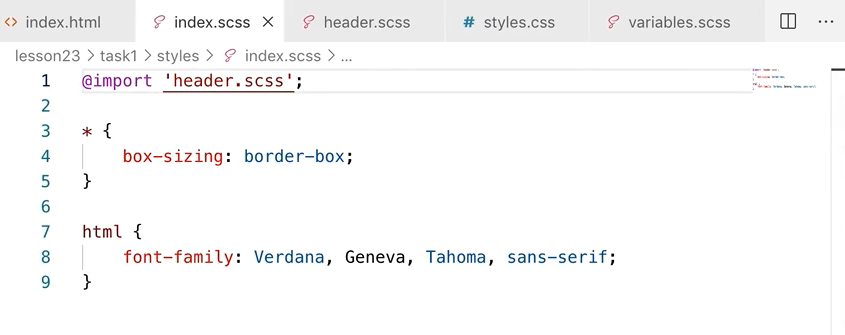 index.html index.scss header.scss # styles.css variables.scss ...
lesson23 > task1 > styles > index.scss > ...
1 @import 'header.scss';
2
3 * {
4 box-sizing: border-box;
5 }
6
7 html {
8 font-family: Verdana, Geneva, Tahoma, sans-serif;
9 }